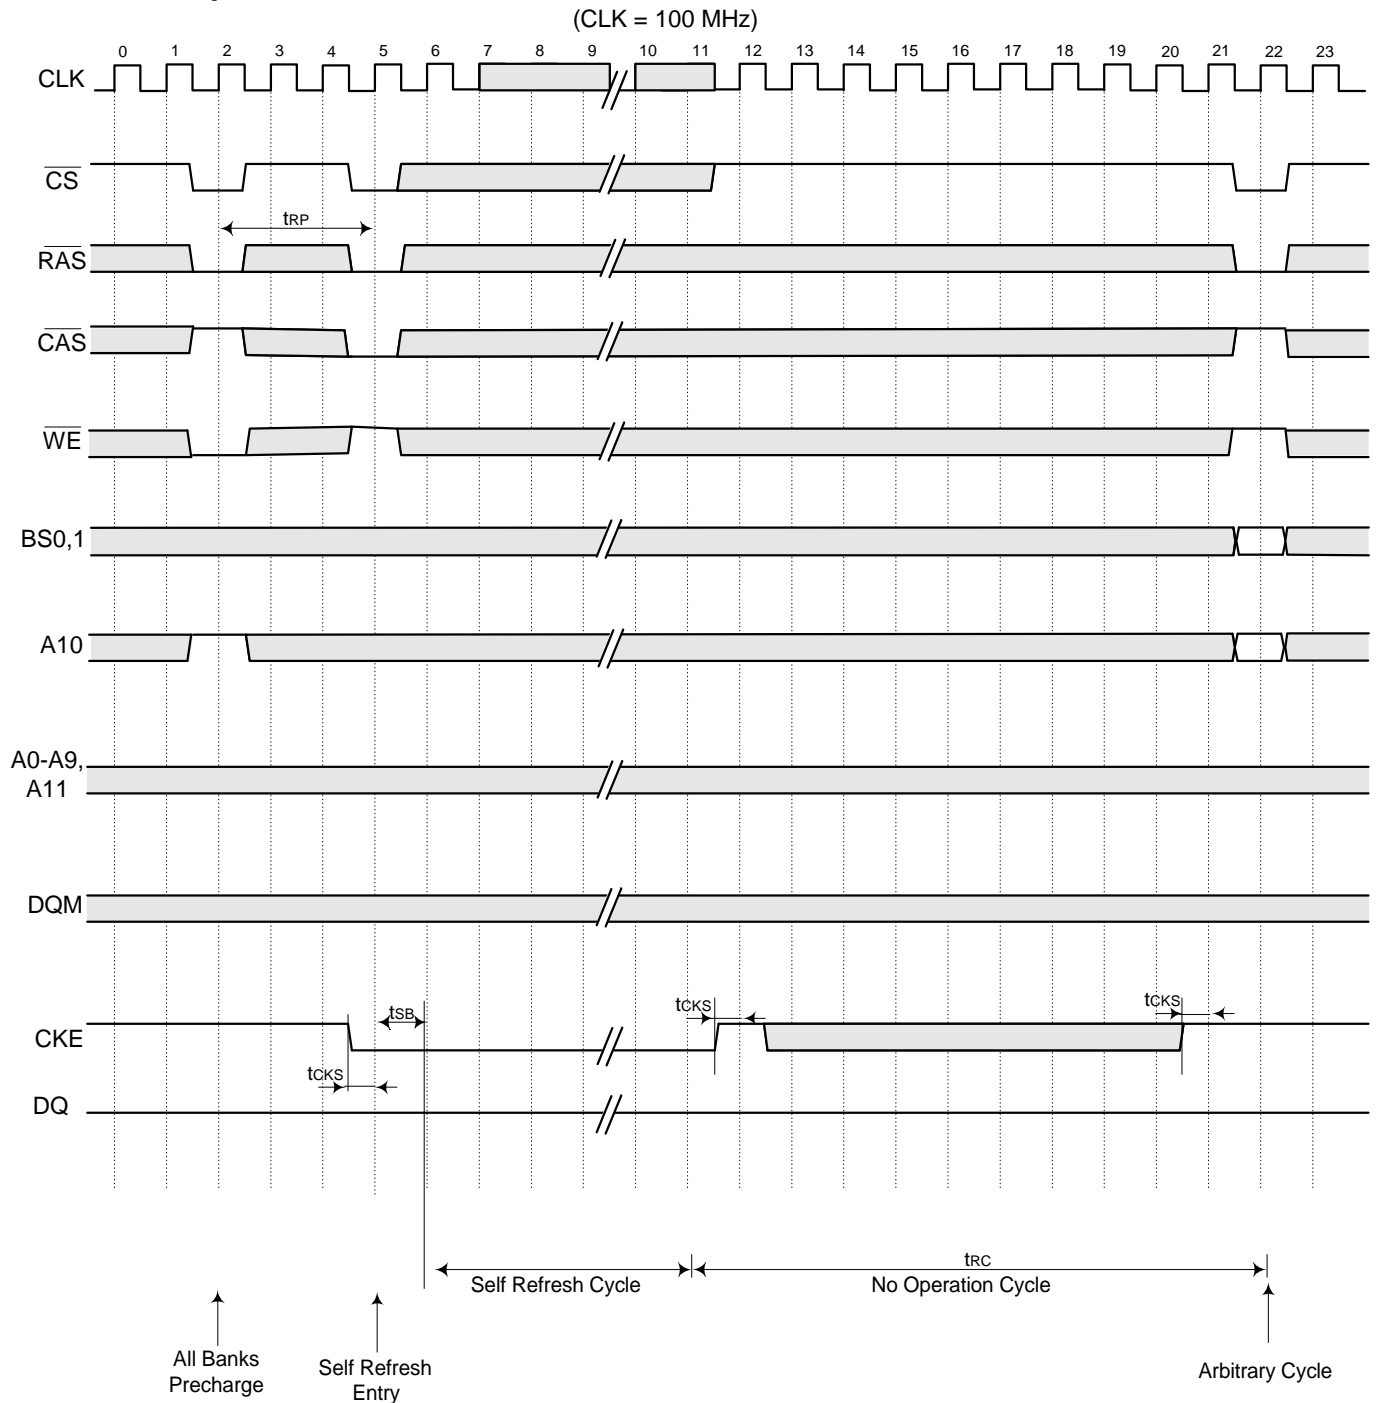 (CLK = 100 MHz)
0 1 2 3 4 5 6 7 8 9 10 11 12 13 14 15 16 17 18 19 20 21 22 23
CLK
CS
tRP
RAS
CAS
WE
BS0,1
A10
A0-A9,
A11
DQM
tSB
tCKS
tCKS
CKE
tCKS
DQ
tRC
Self Refresh Cycle
No Operation Cycle
All Banks
Precharge
Self Refresh
Entry
Arbitrary Cycle